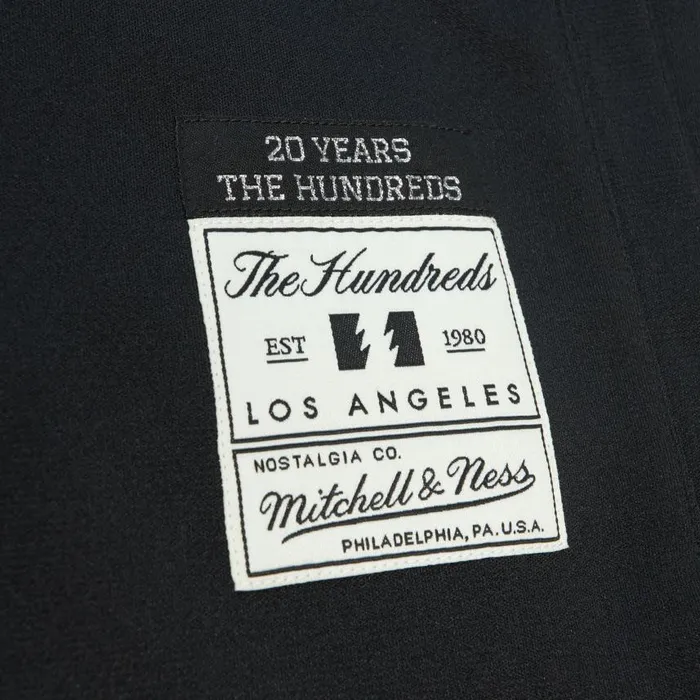 20 YEARS
THE HUNDREDS
The Hundreds
EST 1980
LOS ANGELES
NOSTALGIA CO.
Mitchell & Ness
PHILADELPHIA, PA. U.S.A.